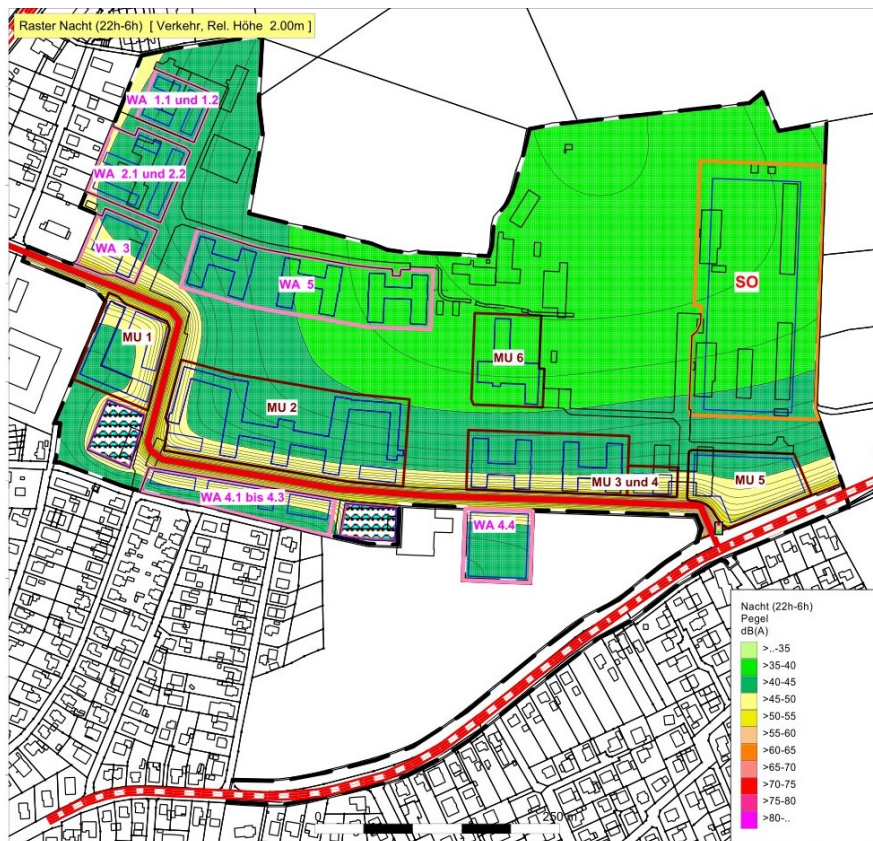 Raster Nacht (22h-6h) [ Verkehr, Rel. Höhe 2.00m ]
WA 1.1 und 1.2
WA 2.1 und 2.2
WA 3
WA 5
SO
MU 1
MU 6
MU 2
MU 3 und 4
MU 5
WA 4.1 bis 4.3
WA 4.4
Nacht (22h-6h)
Pegel
dB(A)
>..-35
>35-40
>40-45
>45-50
>50-55
>55-60
>60-65
>65-70
>70-75
>75-80
>80-..
0 250 m